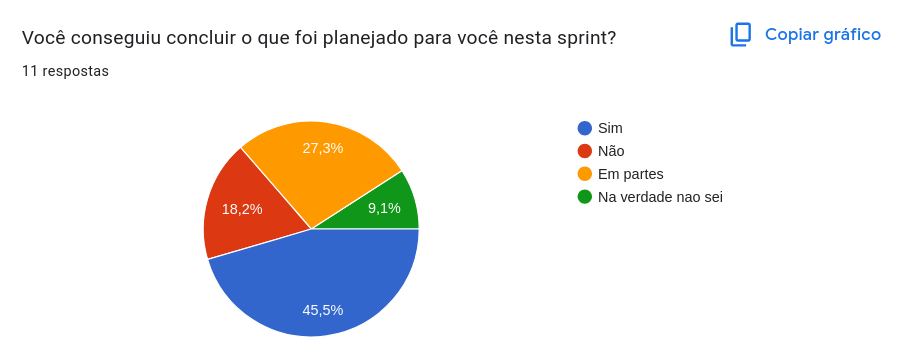 Você conseguiu concluir o que foi planejado para você nesta sprint?
Copiar gráfico
11 respostas
Sim
Não
Em partes
Na verdade nao sei
27,3%
18,2%
9,1%
45,5%